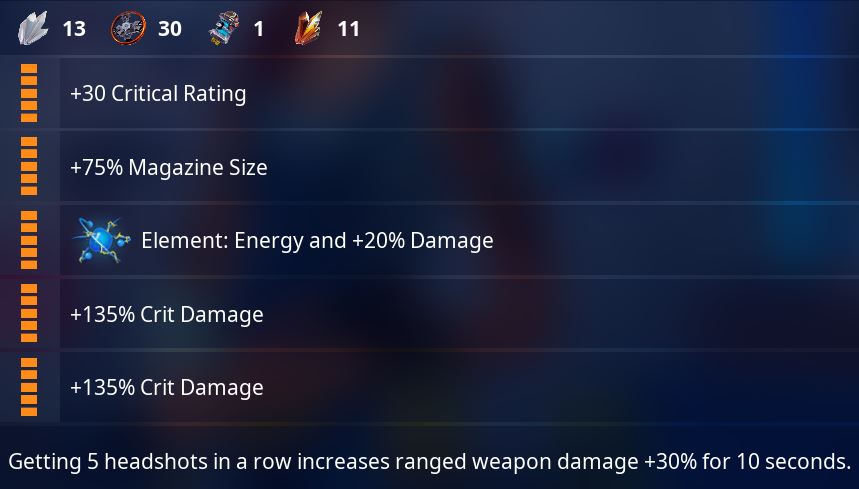 13 30 1 11
+30 Critical Rating
+75% Magazine Size
Element: Energy and +20% Damage
+135% Crit Damage
+135% Crit Damage
Getting 5 headshots in a row increases ranged weapon damage +30% for 10 seconds.